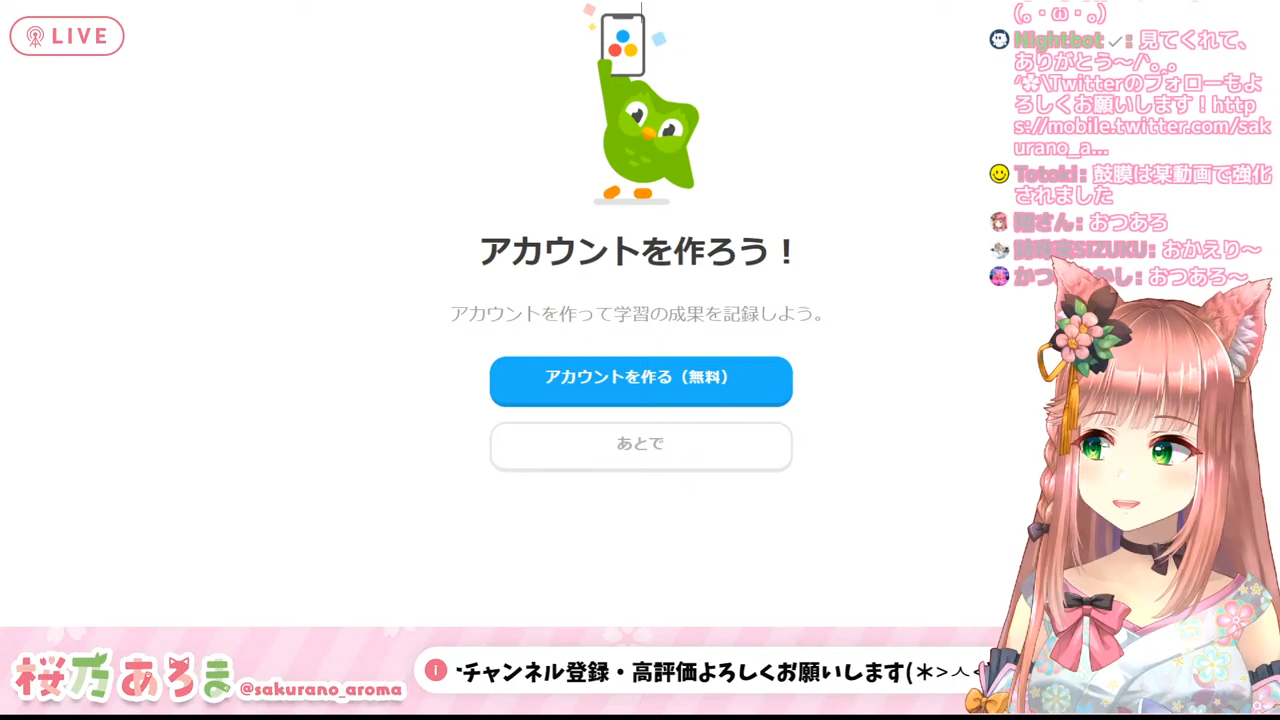 LIVE
アカウントを作ろう！
アカウントを作って学習の成果を記録しよう。
アカウントを作る（無料）
あとで
(｡・ω・｡)
Nightbot ✓: 見てくれて、
ありがとう〜
Twitterのフォローもよ
ろしくお願いします！http
s://mobile.twitter.com/sak
urano_a...
Totoki: 鼓膜は某動画で強化
されました
翔さん: おつあろ
SIZUKU: おかえり〜
かし: おつあろ〜
桜乃あろま @sakurano_aroma
チャンネル登録・高評価よろしくお願いします(＊>人<